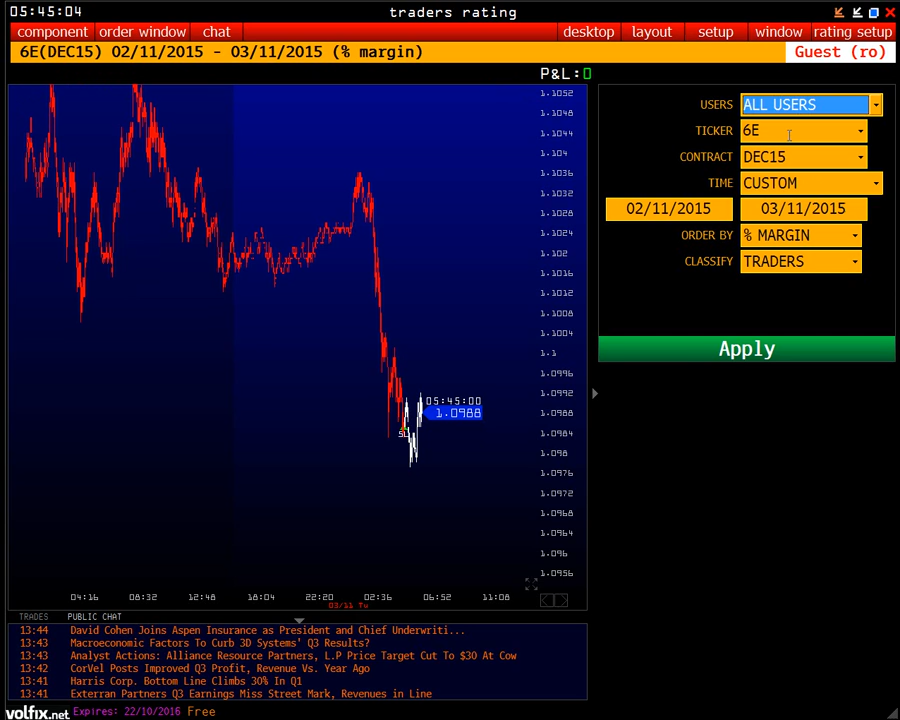 05:45:04 traders rating
component order window chat desktop layout setup window rating setup
6E(DEC15) 02/11/2015 - 03/11/2015 (% margin) Guest (ro)
P&L:0
1.1052
1.1048
1.1044
1.104
1.1036
1.1032
1.1028
1.1024
1.102
1.1016
1.1012
1.1008
1.1004
1.1
1.0996
1.0992
1.0988
1.0984
1.098
1.0976
1.0972
1.0968
1.0964
1.096
1.0956
05:45:00
1.0988
SL
04:16 08:32 12:48 18:04 22:20 02:36 06:52 11:08
03/11 Tu
USERS ALL USERS
TICKER 6E
CONTRACT DEC15
TIME CUSTOM
02/11/2015 03/11/2015
ORDER BY % MARGIN
CLASSIFY TRADERS
Apply
TRADES PUBLIC CHAT
13:44 David Cohen Joins Aspen Insurance as President and Chief Underwriti...
13:43 Macroeconomic Factors To Curb 3D Systems' Q3 Results?
13:43 Analyst Actions: Alliance Resource Partners, L.P Price Target Cut To $30 At Cow
13:42 CorVel Posts Improved Q3 Profit, Revenue Vs. Year Ago
13:41 Harris Corp. Bottom Line Climbs 30% In Q1
13:41 Exterran Partners Q3 Earnings Miss Street Mark, Revenues in Line
volfix.net Expires: 22/10/2016 Free